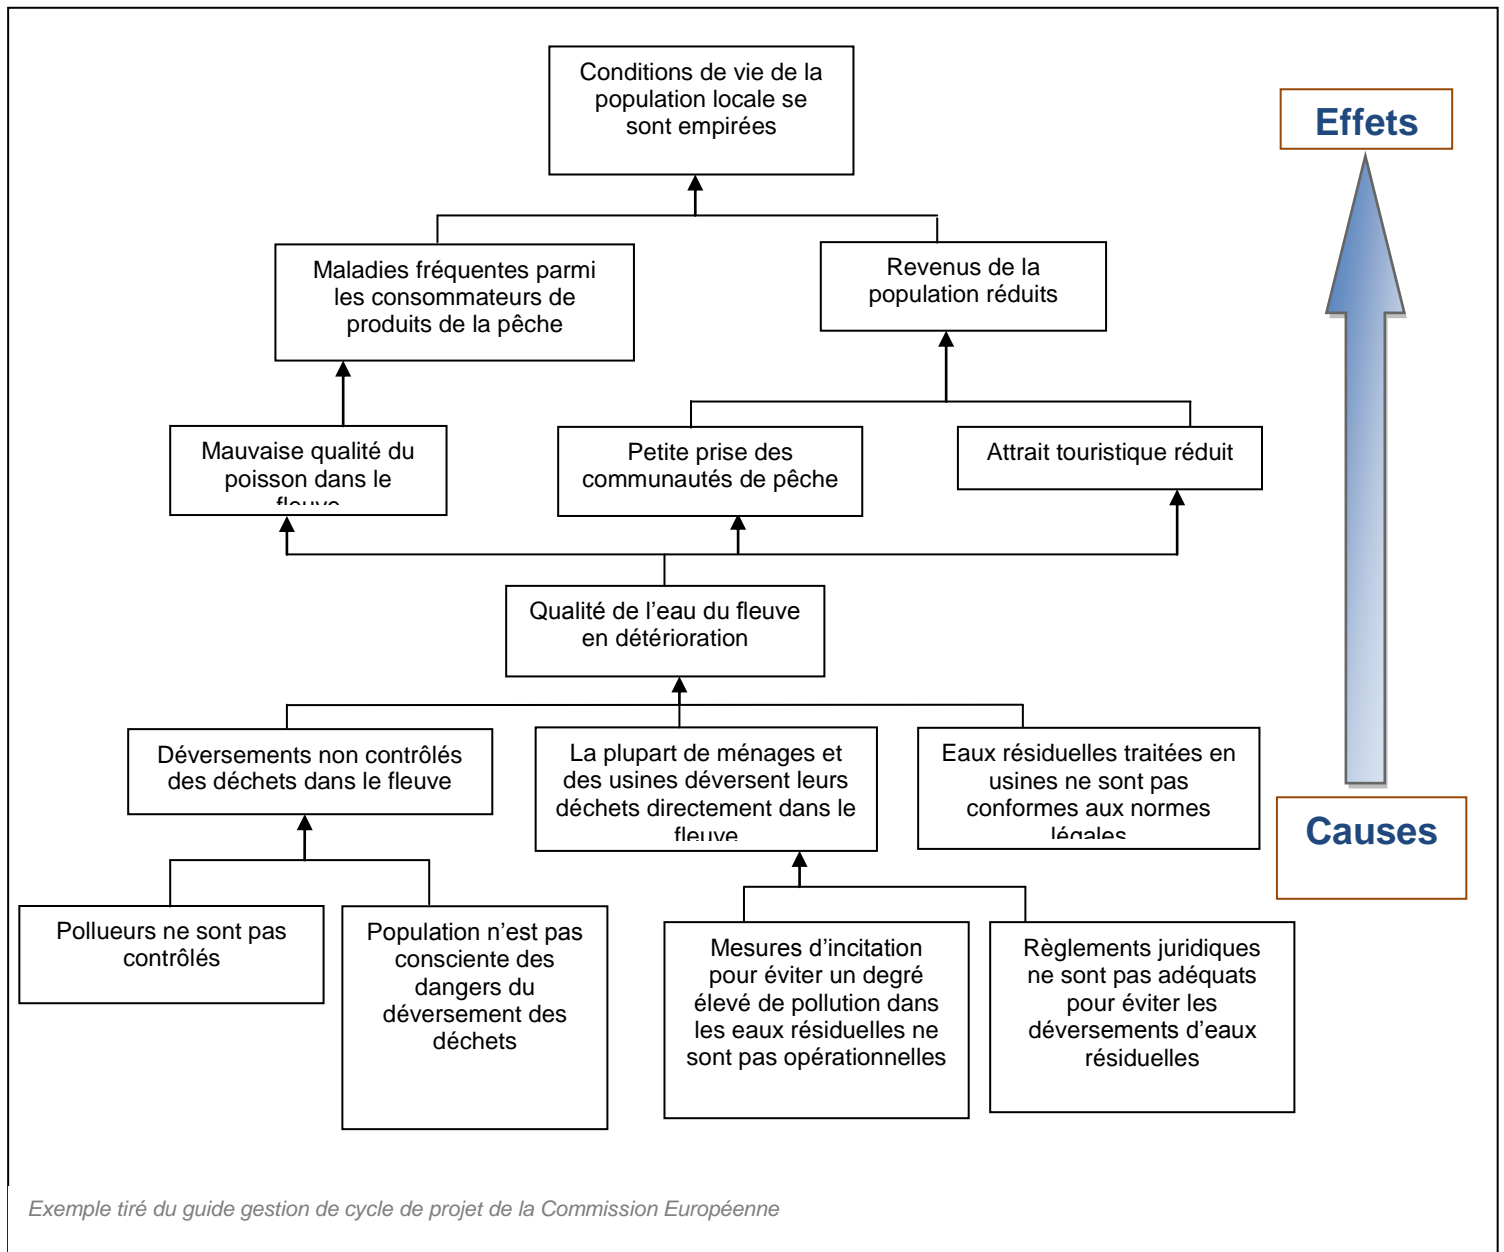 Conditions de vie de la
population locale se
sont empirées
Effets
Maladies fréquentes parmi
les consommateurs de
produits de la pêche
Revenus de la
population réduits
Mauvaise qualité du
poisson dans le
fleuve
Petite prise des
communautés de pêche
Attrait touristique réduit
Qualité de l’eau du fleuve
en détérioration
Déversements non contrôlés
des déchets dans le fleuve
La plupart de ménages et
des usines déversent leurs
déchets directement dans le
fleuve
Eaux résiduelles traitées en
usines ne sont pas
conformes aux normes
légales
Causes
Pollueurs ne sont pas
contrôlés
Population n’est pas
consciente des
dangers du
déversement des
déchets
Mesures d’incitation
pour éviter un degré
élevé de pollution dans
les eaux résiduelles ne
sont pas opérationnelles
Règlements juridiques
ne sont pas adéquats
pour éviter les
déversements d’eaux
résiduelles
Exemple tiré du guide gestion de cycle de projet de la Commission Européenne